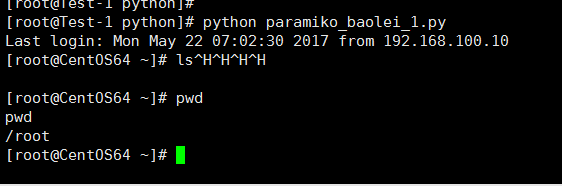 [root@Test-1 python]#
[root@Test-1 python]# python paramiko_baolei_1.py
Last login: Mon May 22 07:02:30 2017 from 192.168.100.10
[root@CentOS64 ~]# ls^H^H^H^H
[root@CentOS64 ~]# pwd
pwd
/root
[root@CentOS64 ~]#